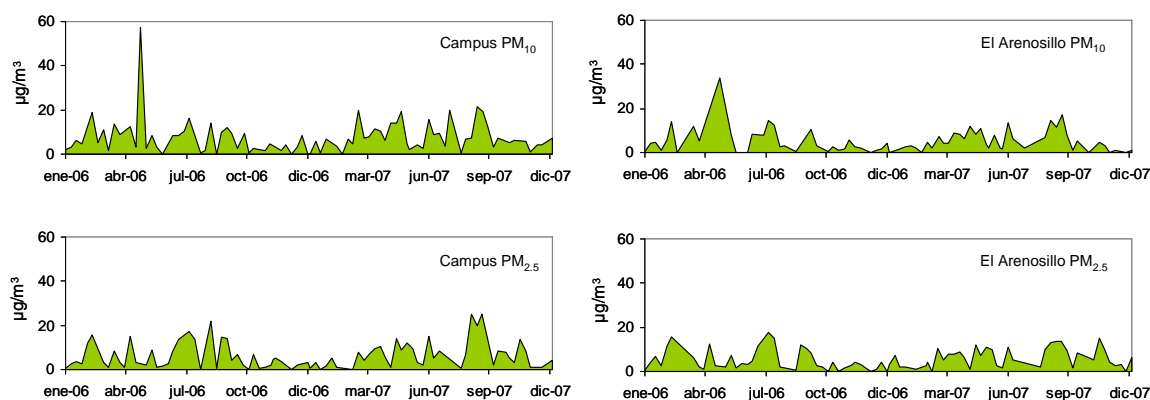 Campus PM10
µg/m³
60
40
20
0
ene-06 abr-06 jul-06 oct-06 dic-06 mar-07 jun-07 sep-07 dic-07
El Arenosillo PM10
µg/m³
60
40
20
0
ene-06 abr-06 jul-06 oct-06 dic-06 mar-07 jun-07 sep-07 dic-07
Campus PM2.5
µg/m³
60
40
20
0
ene-06 abr-06 jul-06 oct-06 dic-06 mar-07 jun-07 sep-07 dic-07
El Arenosillo PM2.5
µg/m³
60
40
20
0
ene-06 abr-06 jul-06 oct-06 dic-06 mar-07 jun-07 sep-07 dic-07